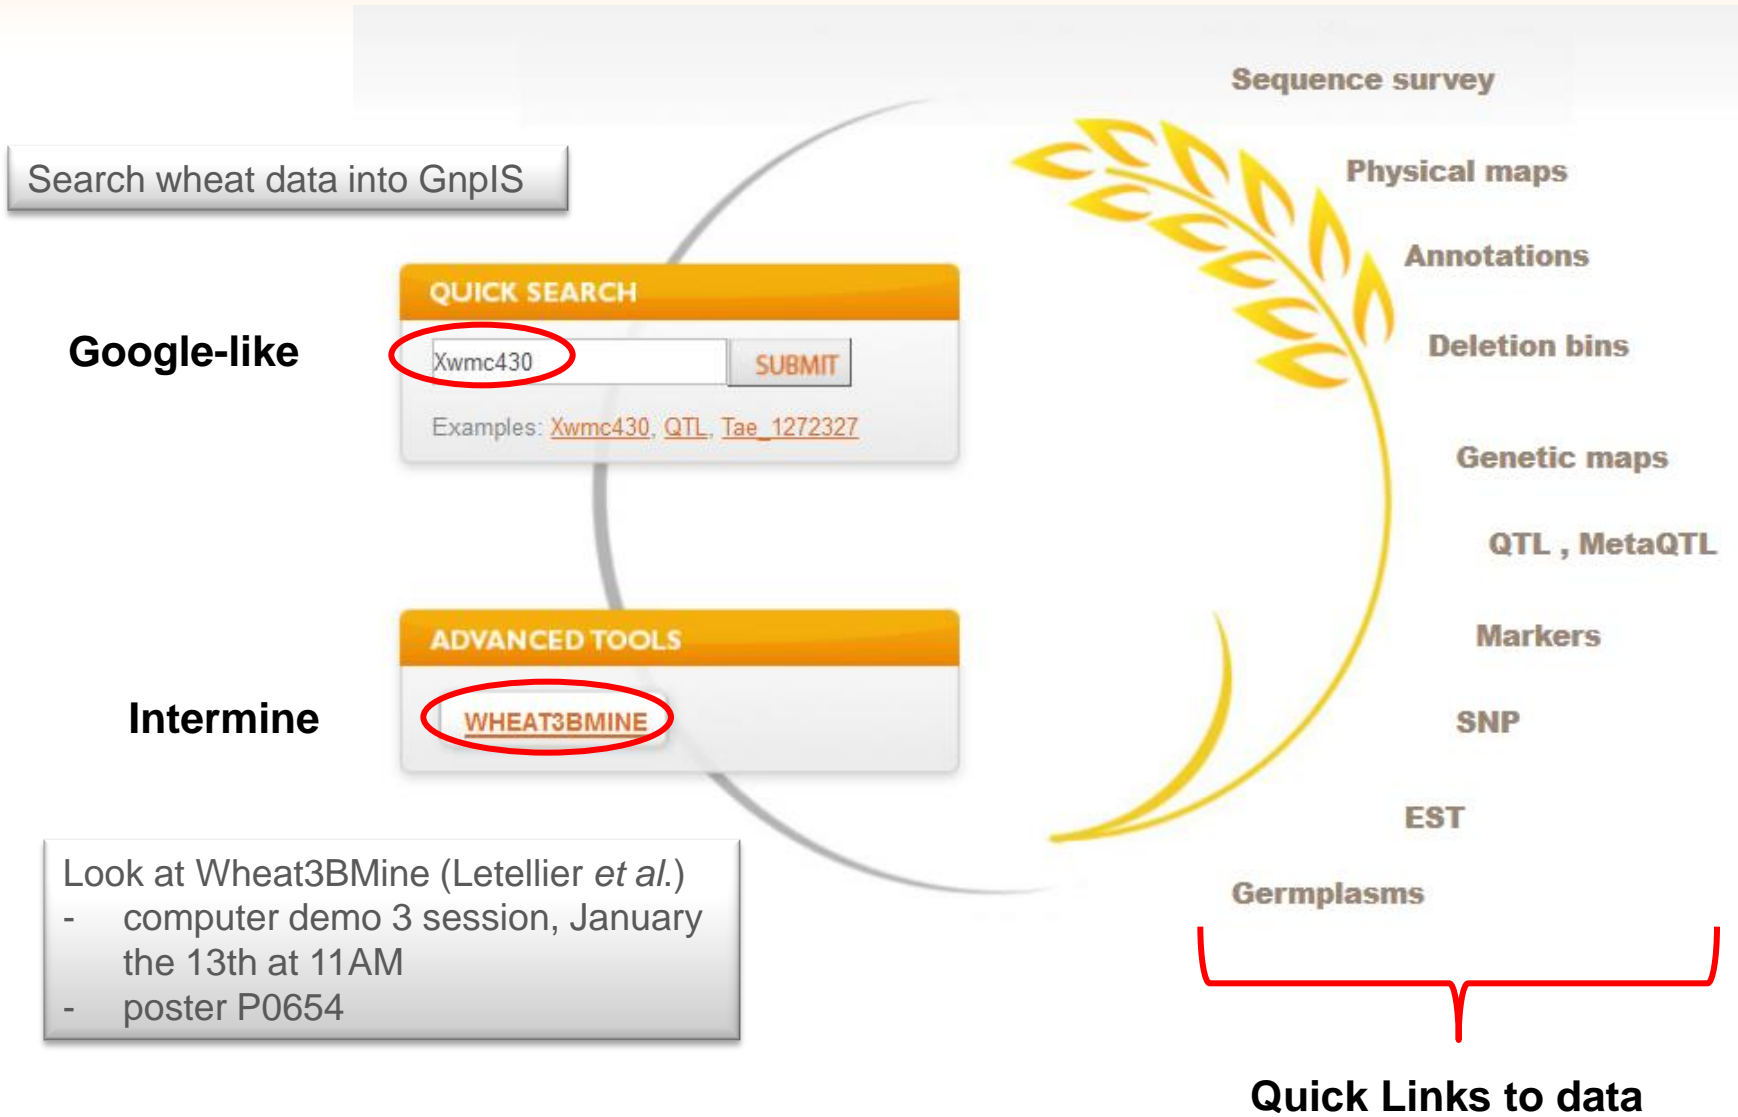 Sequence survey
Search wheat data into GnpIS
Physical maps
Annotations
QUICK SEARCH
Google-like
Xwmc430
SUBMIT
Deletion bins
Examples: Xwmc430, QTL, Tae_1272327
Genetic maps
QTL , MetaQTL
ADVANCED TOOLS
Markers
Intermine
WHEAT3BMINE
SNP
EST
Look at Wheat3BMine (Letellier et al.)
- computer demo 3 session, January
the 13th at 11AM
- poster P0654
Germplasms
Quick Links to data